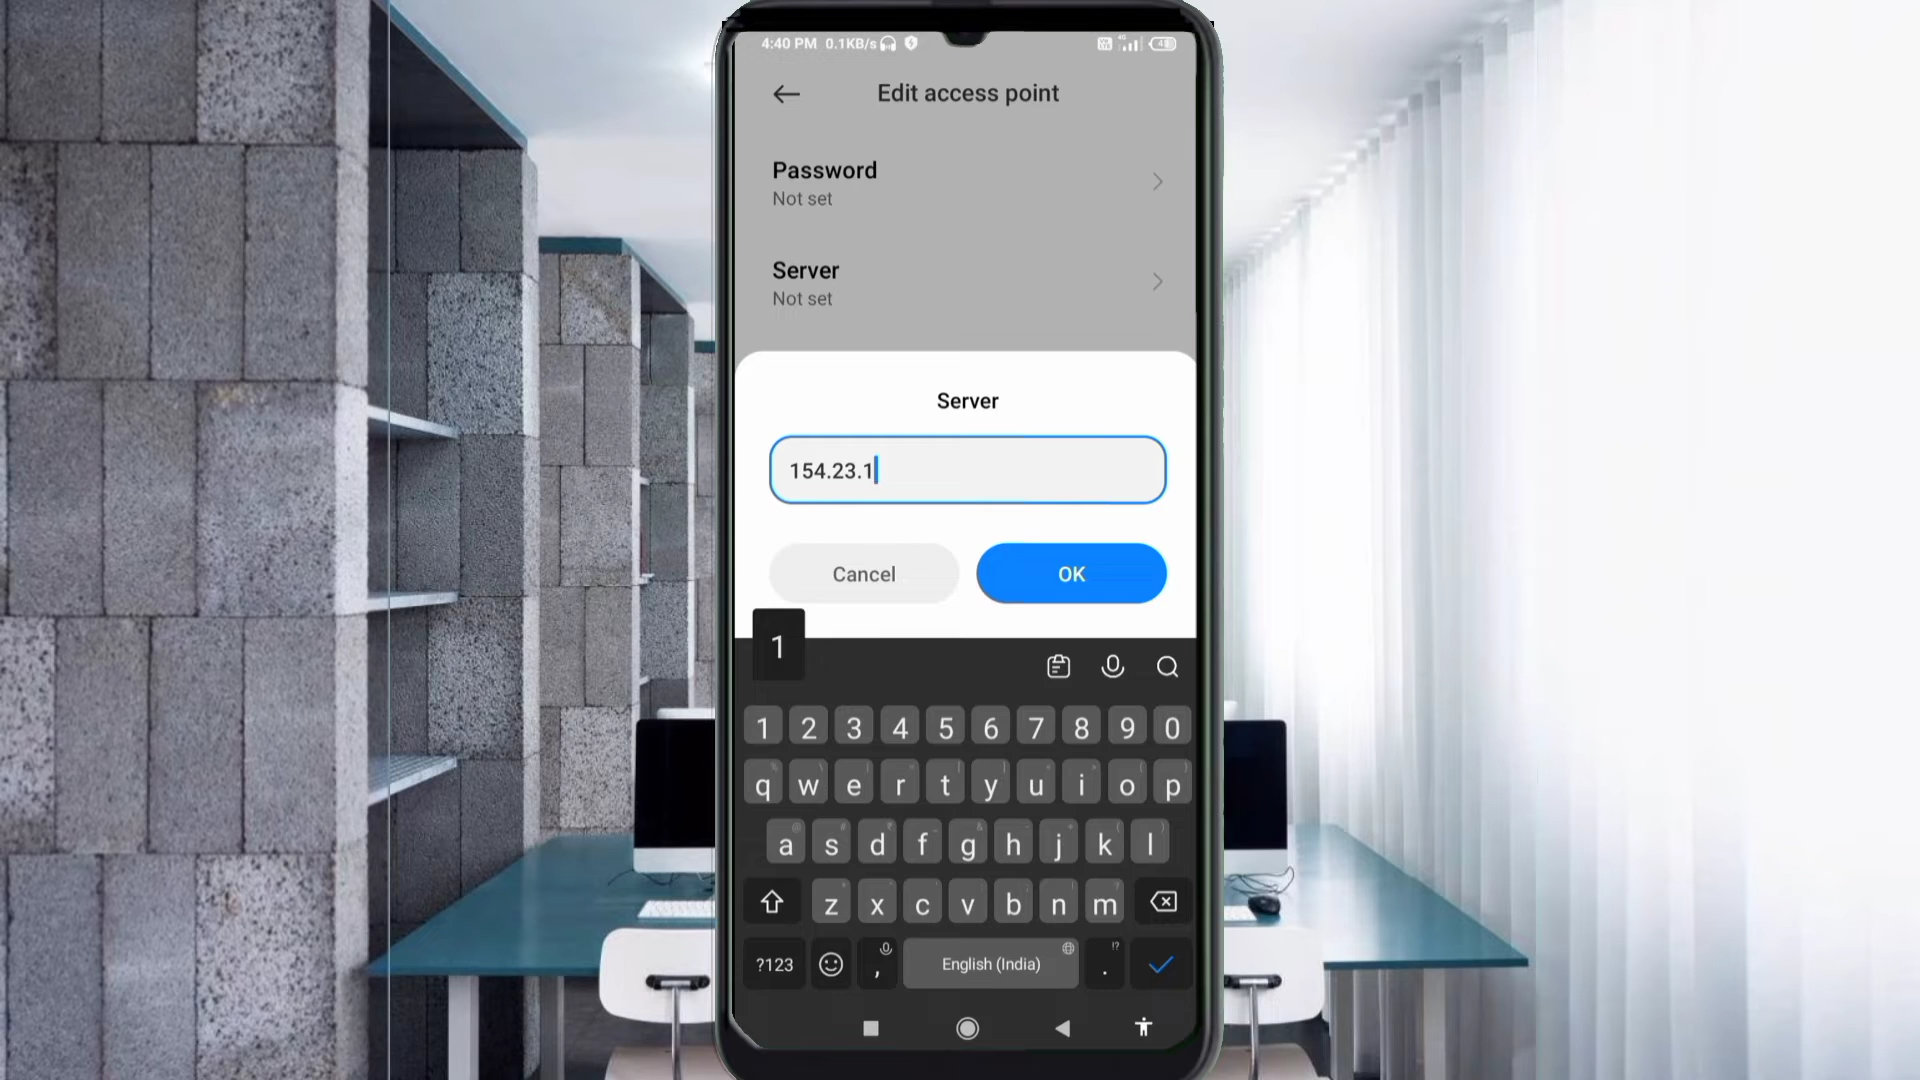 4:40 PM 0.1KB/s
4G
Edit access point
Password
Not set
Server
Not set
Server
154.23.1
Cancel
OK
1
1 2 3 4 5 6 7 8 9 0
q w e r t y u i o p
a s d f g h j k l
z x c v b n m
?123 , English (India) . !?